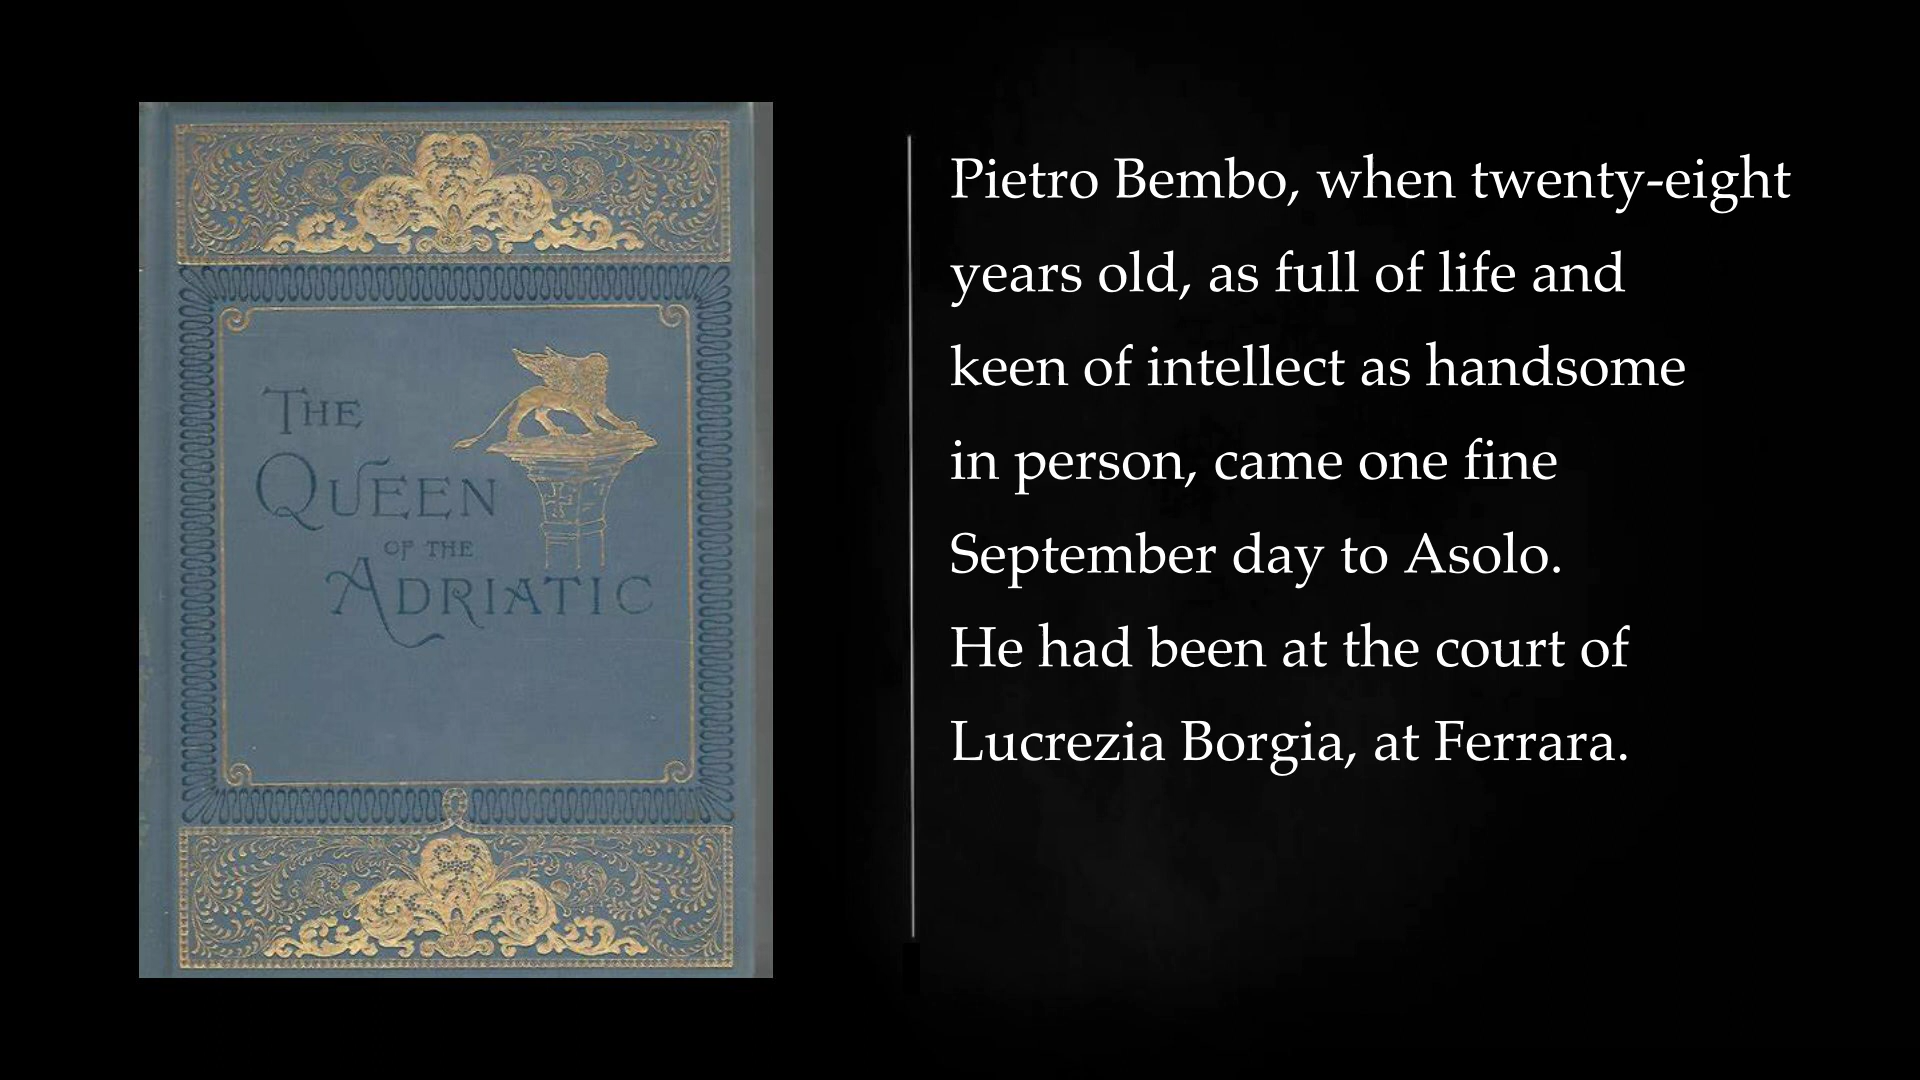 THE
QUEEN
OF THE
ADRIATIC
Pietro Bembo, when twenty-eight
years old, as full of life and
keen of intellect as handsome
in person, came one fine
September day to Asolo.
He had been at the court of
Lucrezia Borgia, at Ferrara.